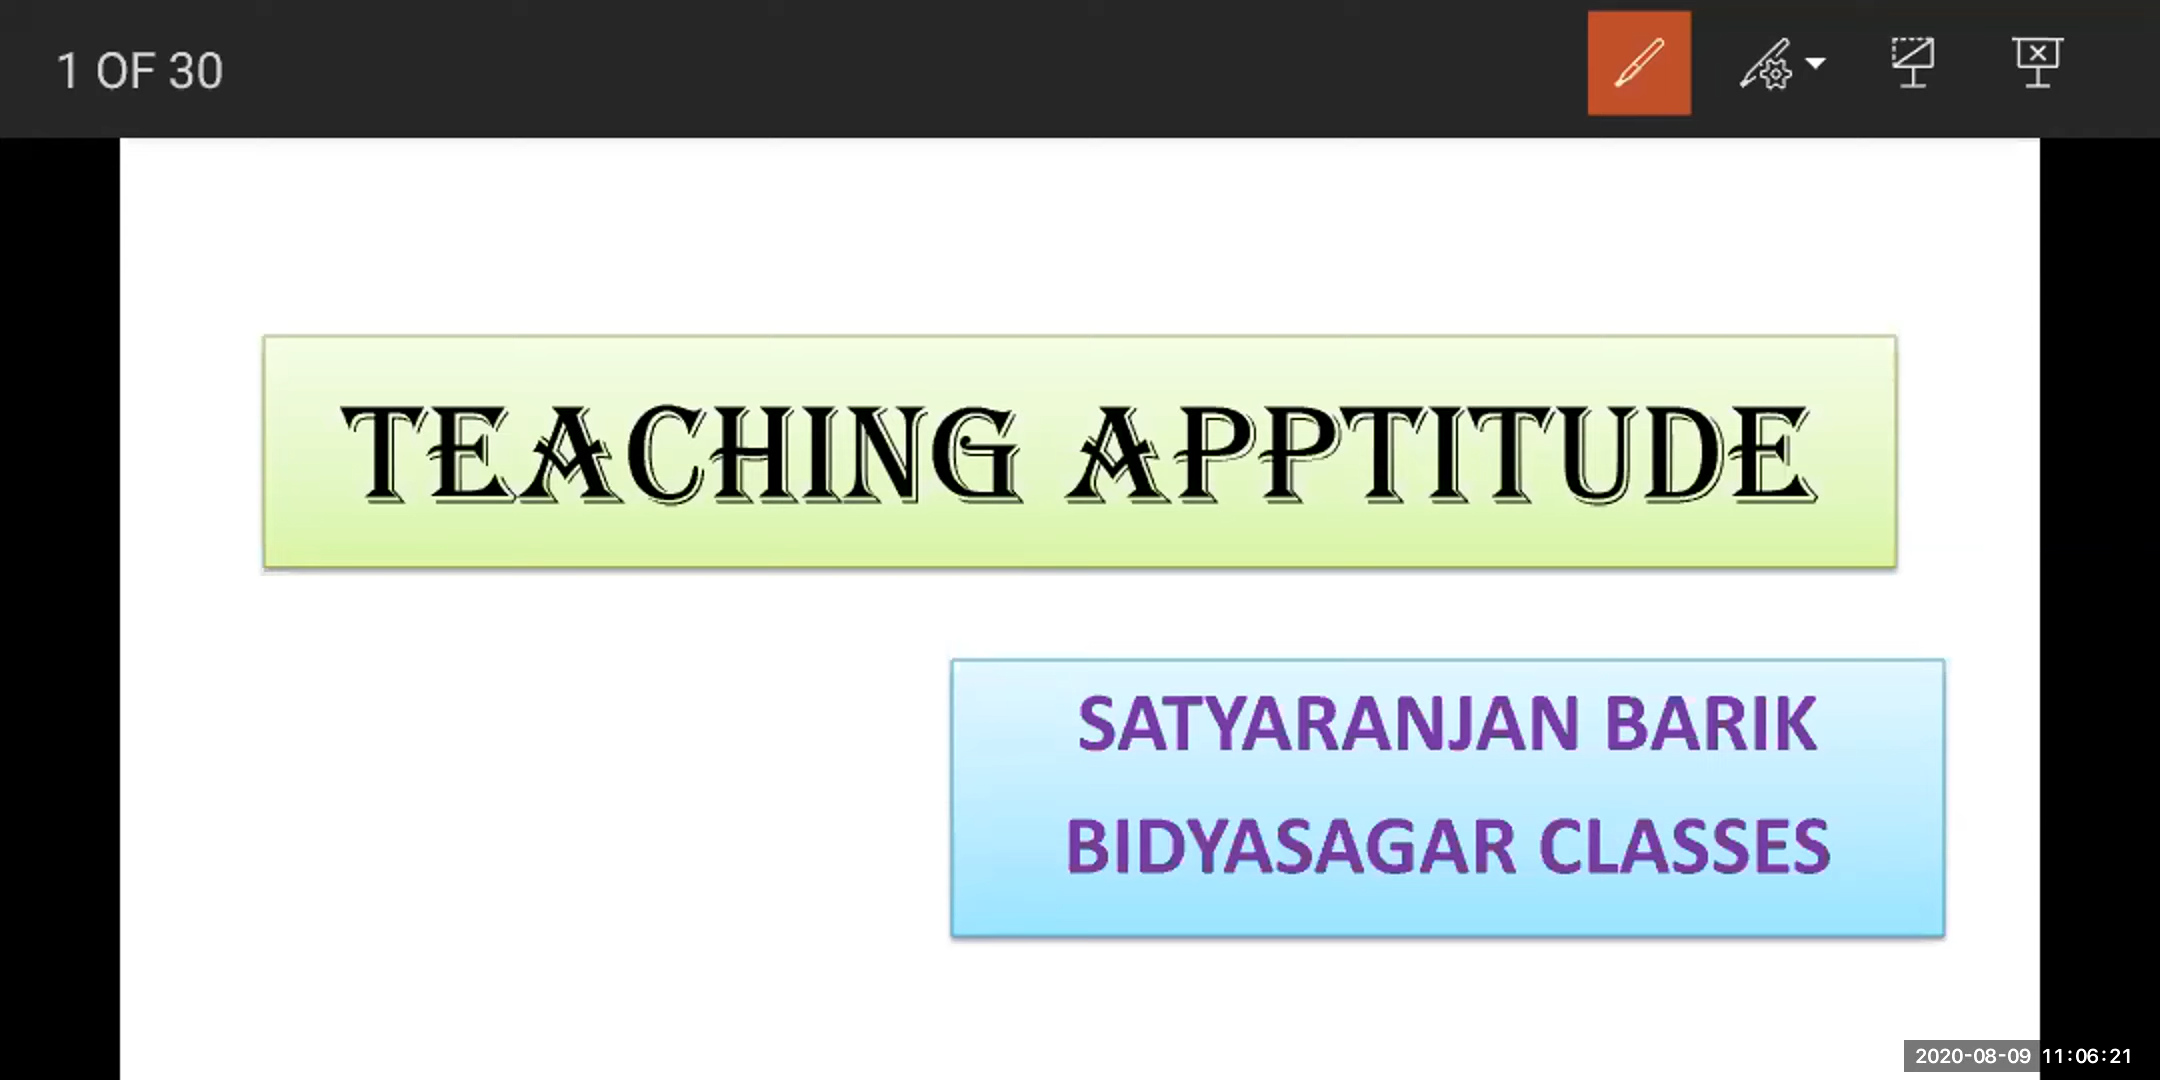 1 OF 30
TEACHING APPTITUDE
SATYARANJAN BARIK
BIDYASAGAR CLASSES
2020-08-09 11:06:21